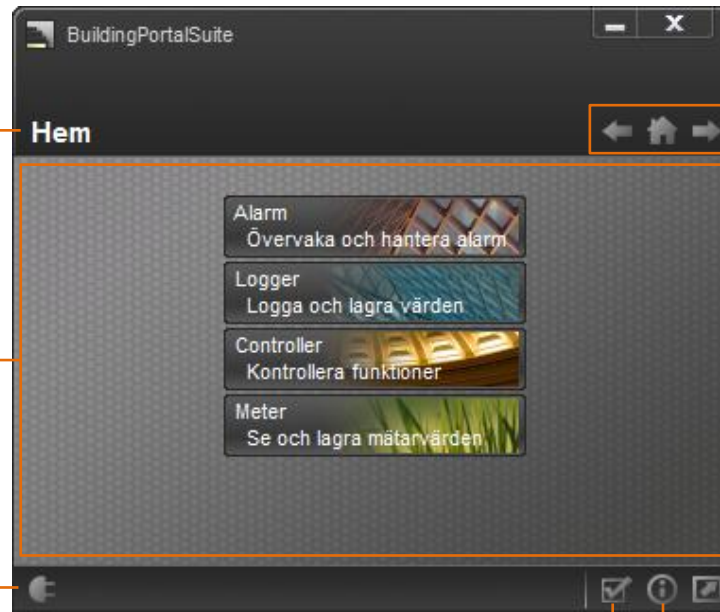 BuildingPortalSuite
Hem
Alarm
Övervaka och hantera alarm
Logger
Logga och lagra värden
Controller
Kontrollera funktioner
Meter
Se och lagra mätarvärden